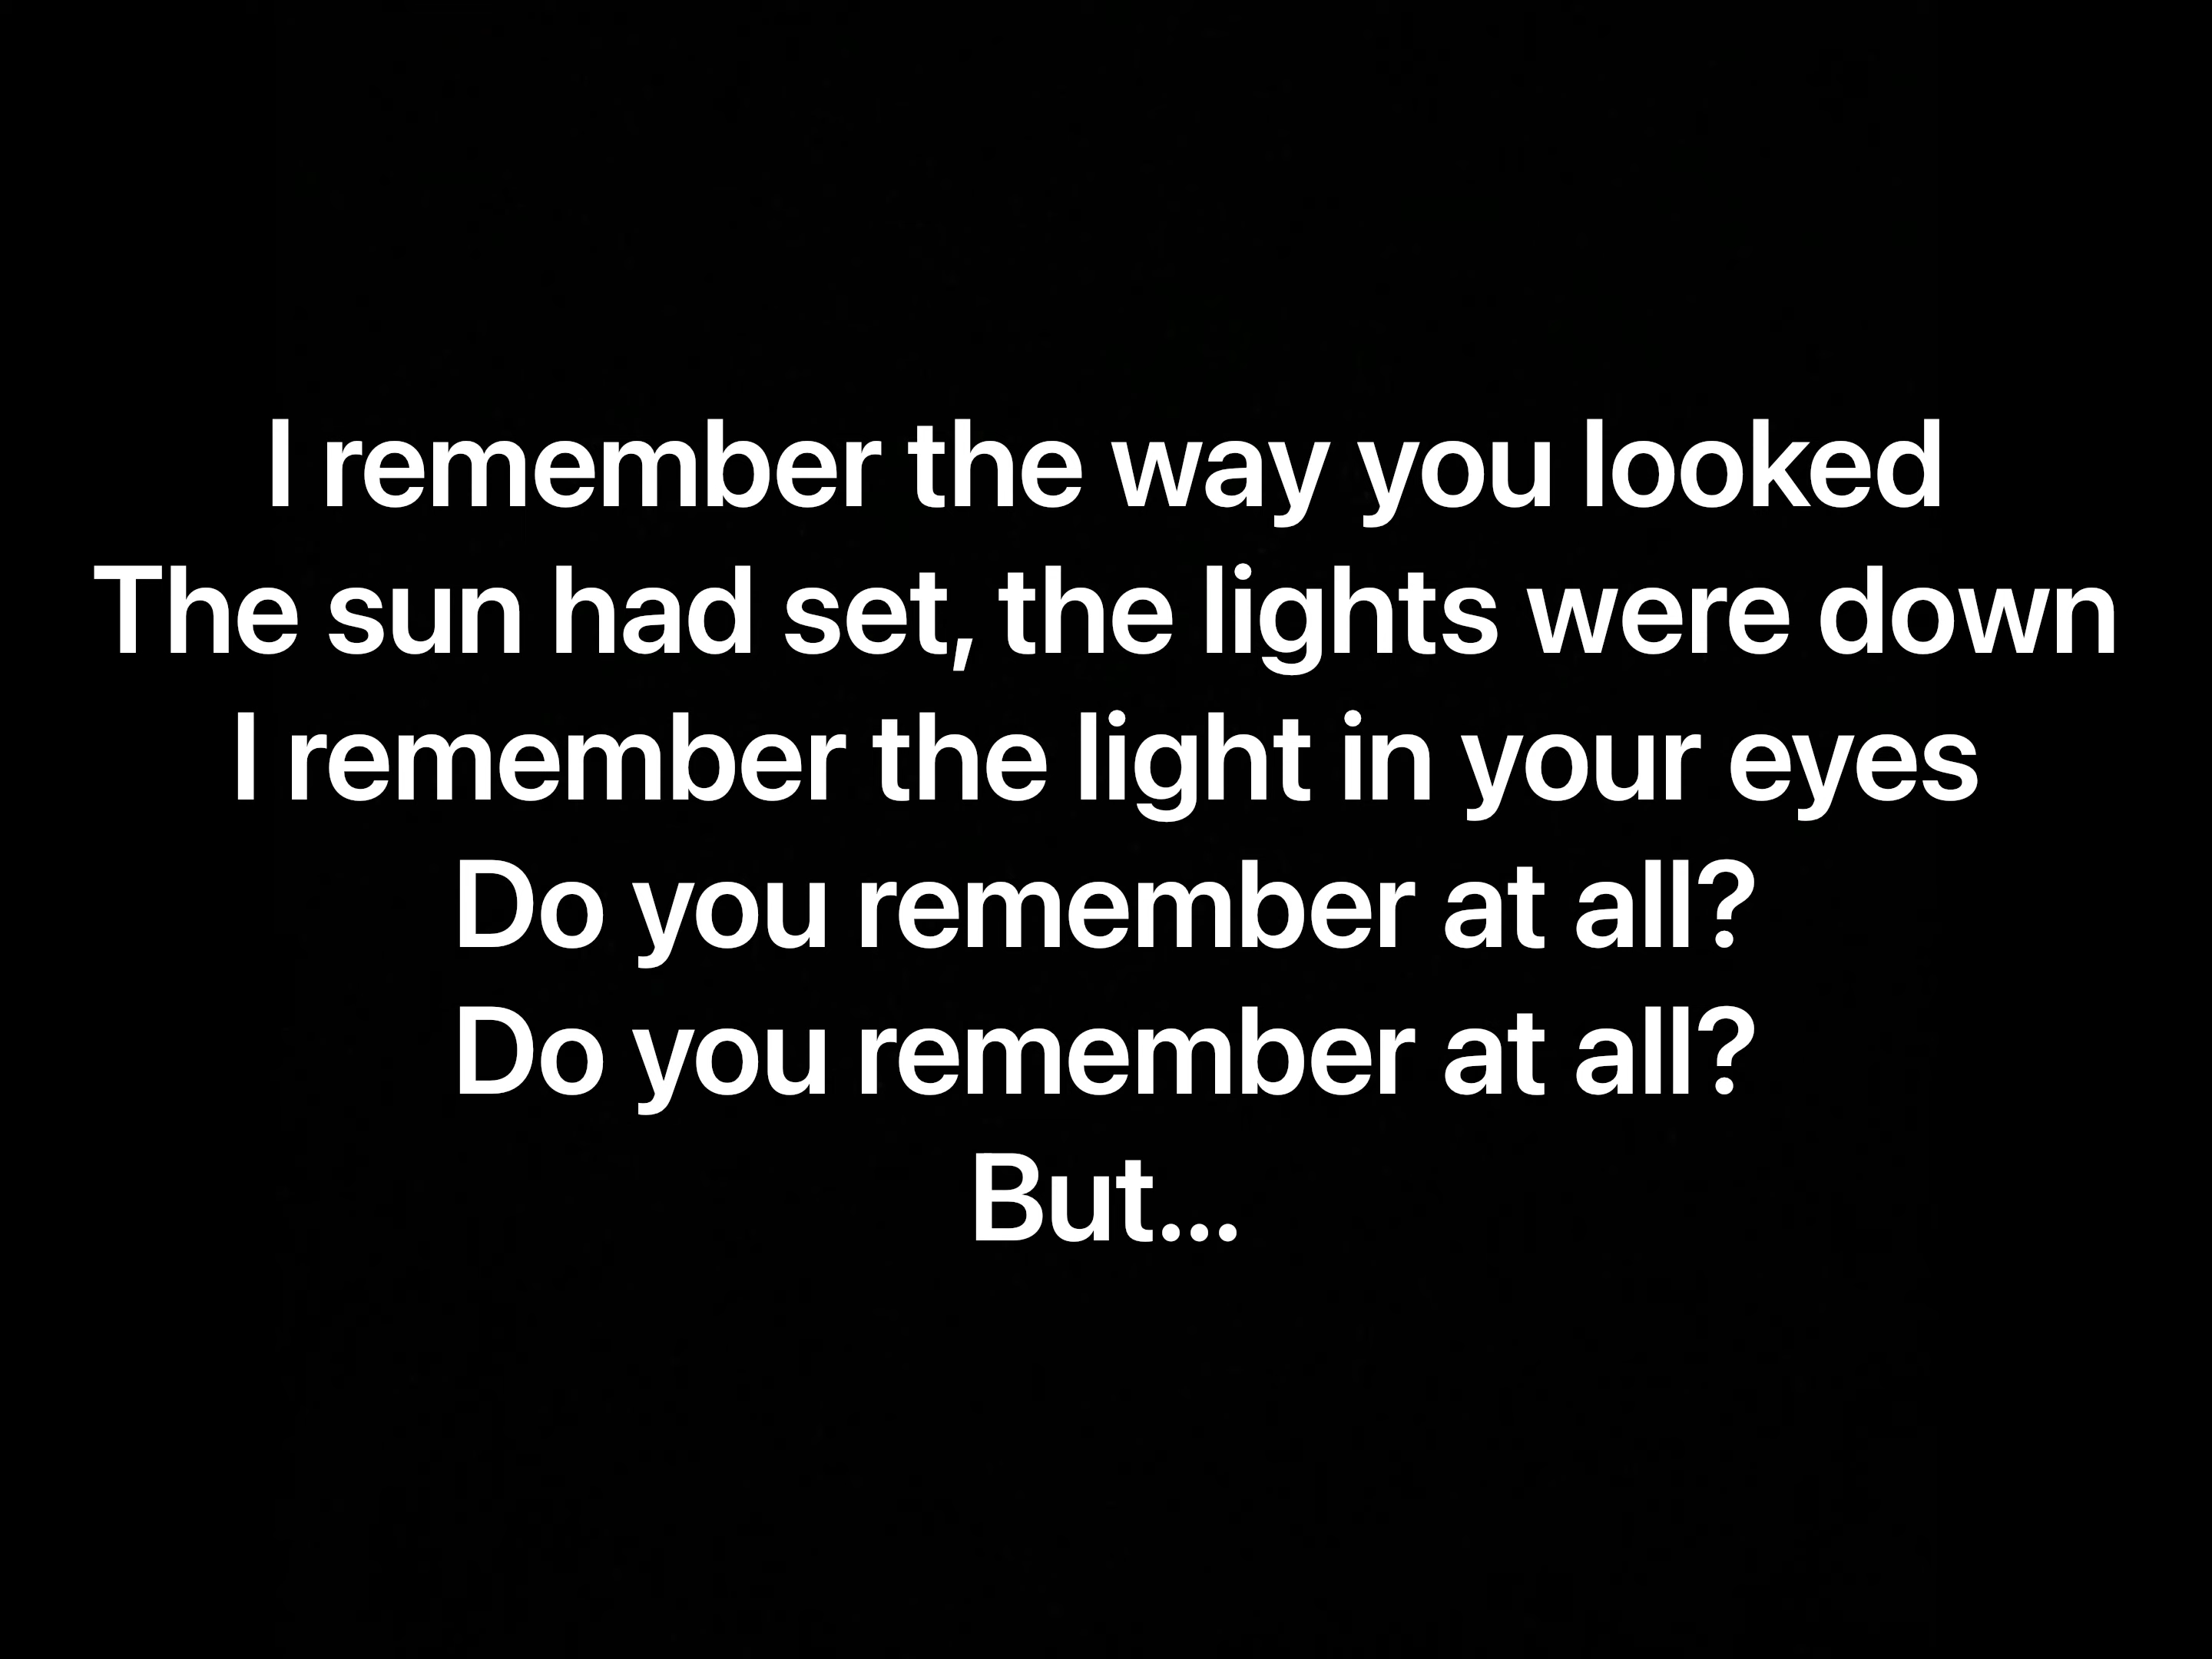 I remember the way you looked
The sun had set, the lights were down
I remember the light in your eyes
Do you remember at all?
Do you remember at all?
But...